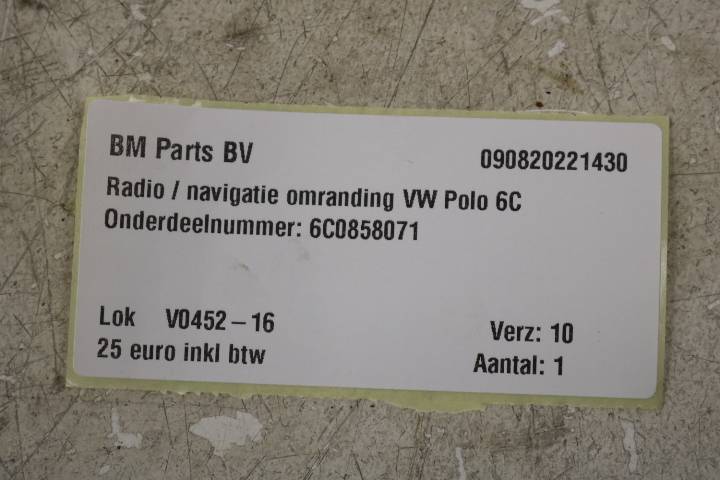 BM Parts BV 090820221430
Radio / navigatie omranding VW Polo 6C
Onderdeelnummer: 6C0858071
Lok V0452-16 Verz: 10
25 euro inkl btw Aantal: 1